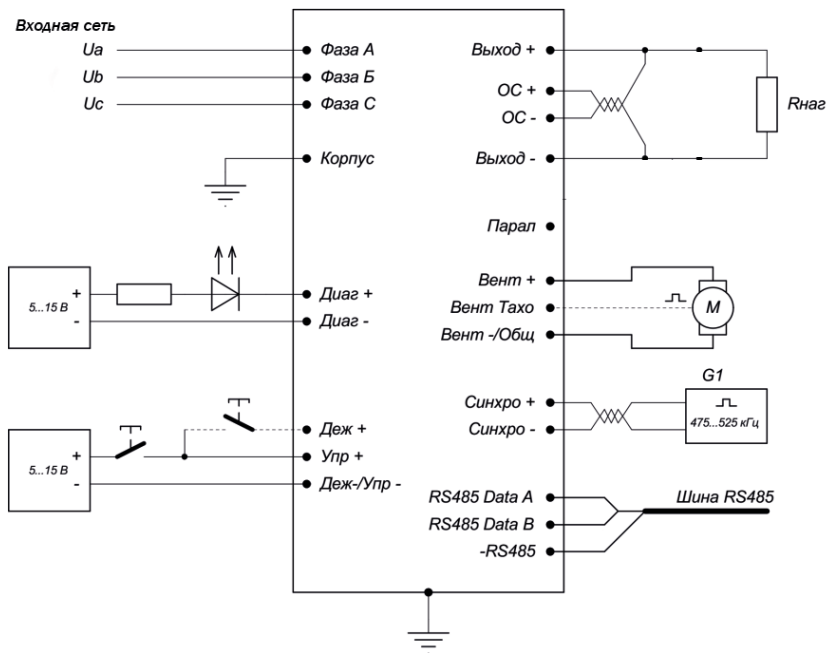 Входная сеть
Ua
Ub
Uc
Фаза А
Фаза Б
Фаза С
Корпус
+
5...15 В
-
Диаг +
Диаг -
+
5...15 В
-
Деж +
Упр +
Деж-/Упр -
Выход +
ОС +
ОС -
Выход -
Rнаг
Парал
Вент +
Вент Тахо
Вент -/Общ
M
Синхро +
Синхро -
G1
475...525 кГц
RS485 Data A
RS485 Data B
-RS485
Шина RS485